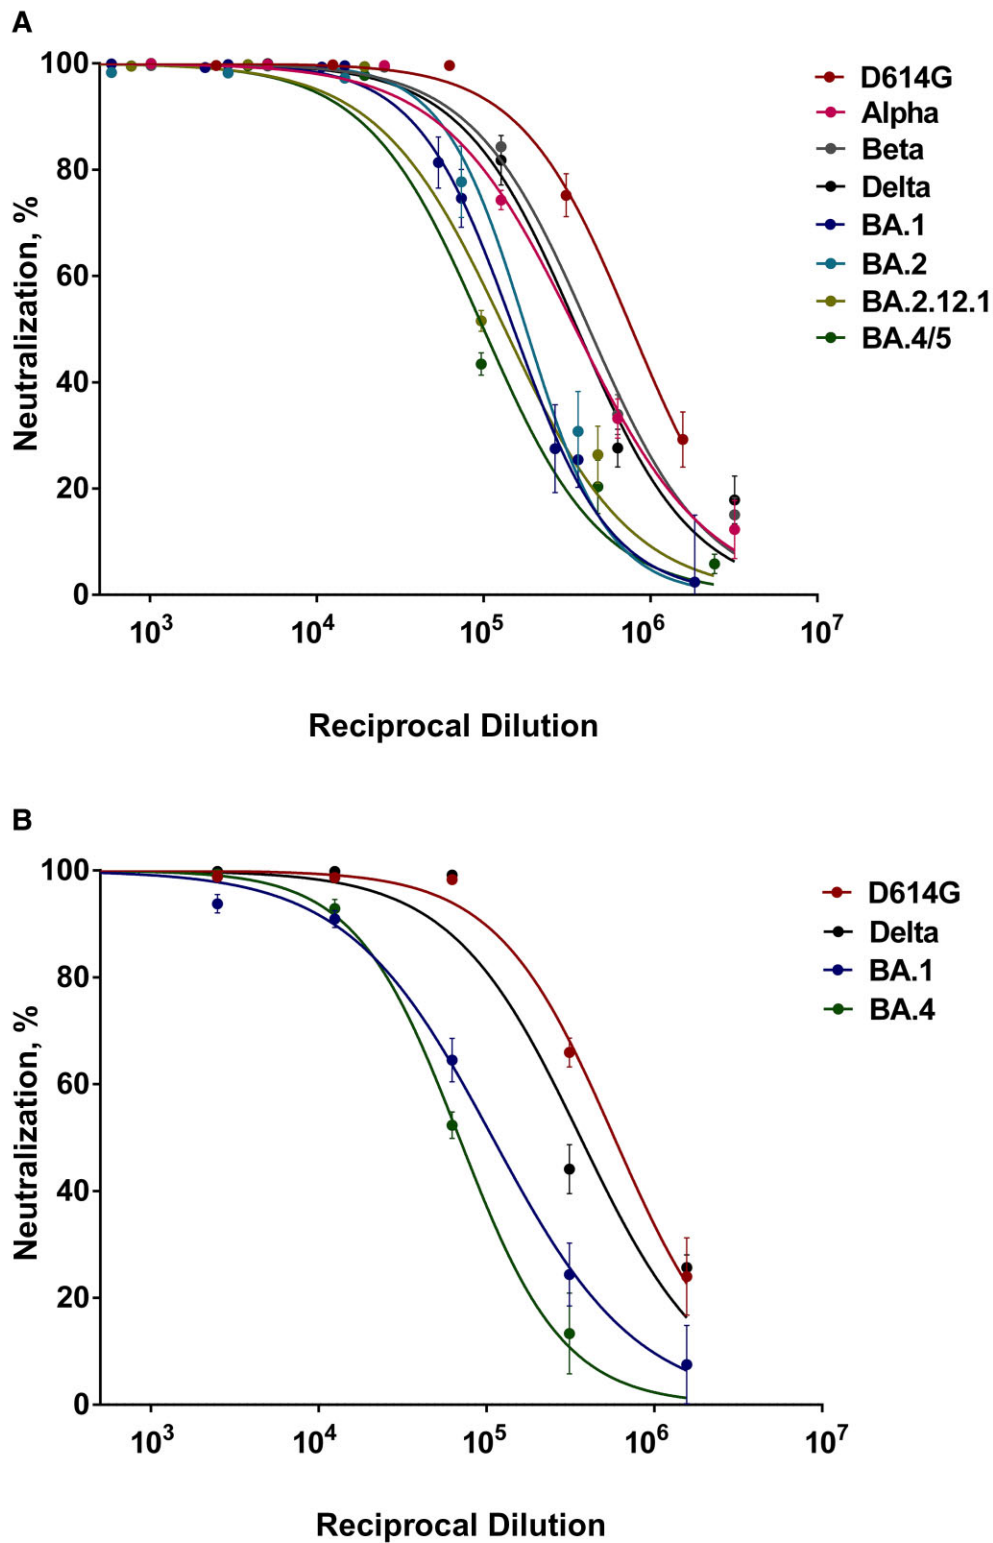 A
100
80
60
40
20
0
Neutralization, %
10³ 10⁴ 10⁵ 10⁶ 10⁷
Reciprocal Dilution
D614G
Alpha
Beta
Delta
BA.1
BA.2
BA.2.12.1
BA.4/5
B
100
80
60
40
20
0
Neutralization, %
10³ 10⁴ 10⁵ 10⁶ 10⁷
Reciprocal Dilution
D614G
Delta
BA.1
BA.4